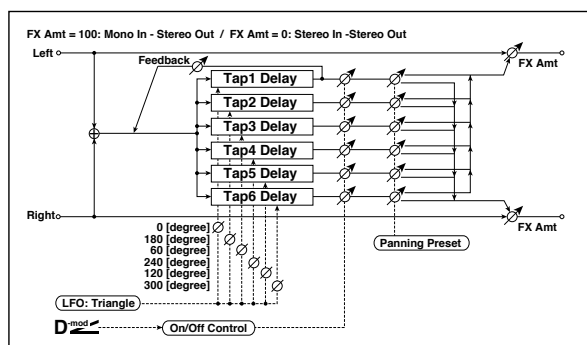 FX Amt = 100: Mono In - Stereo Out / FX Amt = 0: Stereo In -Stereo Out
Left
Feedback
FX Amt
Tap1 Delay
Tap2 Delay
Tap3 Delay
Tap4 Delay
Tap5 Delay
Tap6 Delay
Right
FX Amt
0 [degree]
180 [degree]
60 [degree]
240 [degree]
120 [degree]
300 [degree]
Panning Preset
LFO: Triangle
D-mod
On/Off Control